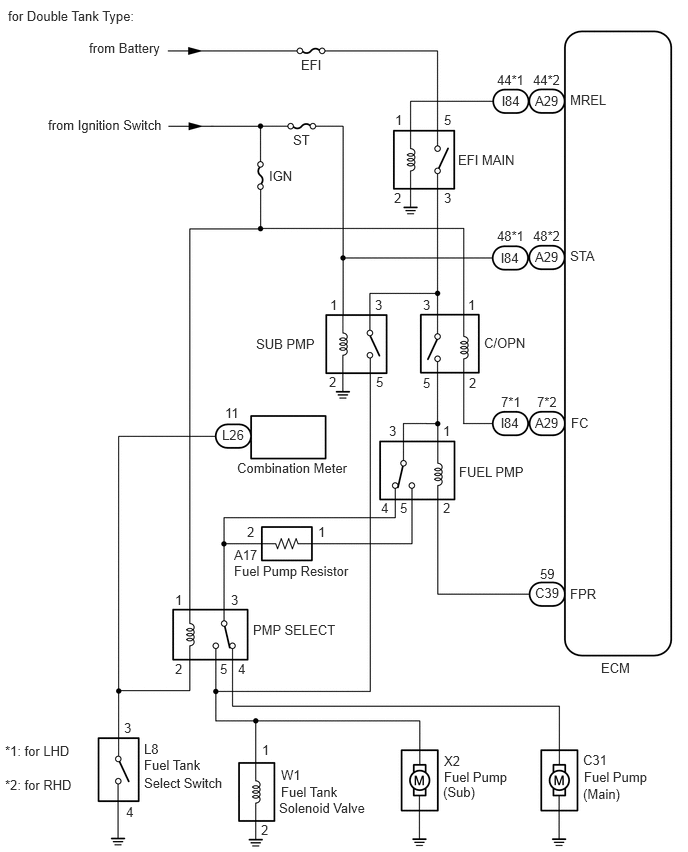 for Double Tank Type:
from Battery
EFI
44*1 44*2
I84 A29 MREL
1 5
from Ignition Switch
ST
EFI MAIN
IGN
2 3
48*1 48*2
I84 A29 STA
1 3 3 1
SUB PMP
C/OPN
2 5 5 2
7*1 7*2
I84 A29 FC
11
L26
Combination Meter
3 1
FUEL PMP
4 5 2
2 1
A17
Fuel Pump Resistor
59
C39 FPR
1 3
PMP SELECT
2 5 4
ECM
3
*1: for LHD
*2: for RHD
L8
Fuel Tank
Select Switch
4
1
W1
Fuel Tank
Solenoid Valve
2
M
X2
Fuel Pump
(Sub)
M
C31
Fuel Pump
(Main)